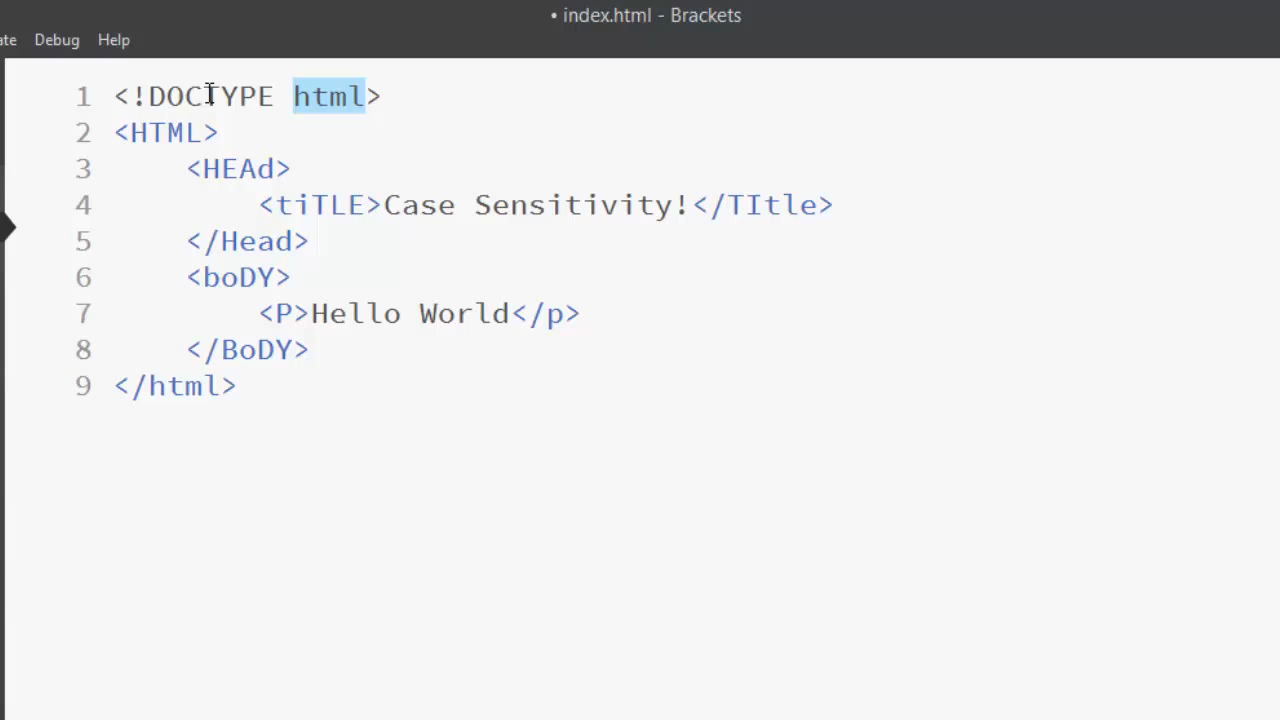 • index.html - Brackets
ate Debug Help
1 <!DOCTYPE html>
2 <HTML>
3 <HEAd>
4 <tiTLE>Case Sensitivity!</TItle>
5 </Head>
6 <boDY>
7 <P>Hello World</p>
8 </BoDY>
9 </html>